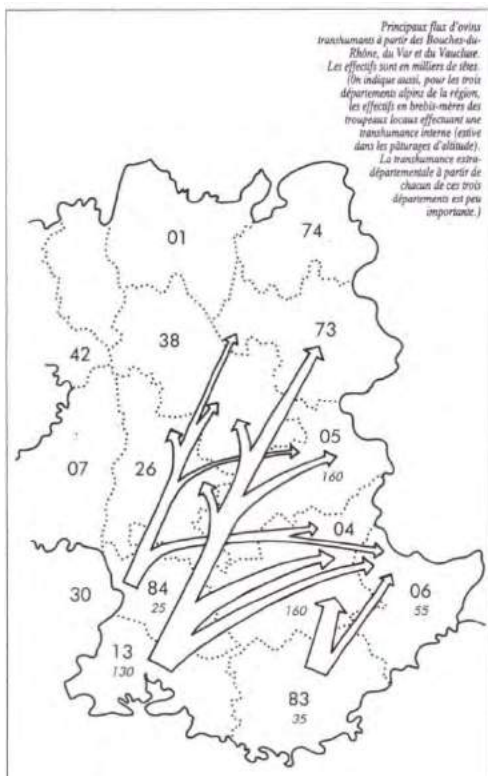 Principaux flux d'ovins
transhumants à partir des Bouches-du-
Rhône, du Var et du Vaucluse.
Les effectifs sont en milliers de têtes.
(On indique aussi, pour les trois
départements alpins de la région,
les effectifs en brebis-mères des
troupeaux locaux effectuant une
transhumance interne (estive
dans les pâturages d'altitude).
La transhumance extra-
départementale à partir de
chacun de ces trois
départements est peu
importante.)
01
74
38
73
42
07
26
05
160
04
30
84
25
06
55
160
13
130
83
35